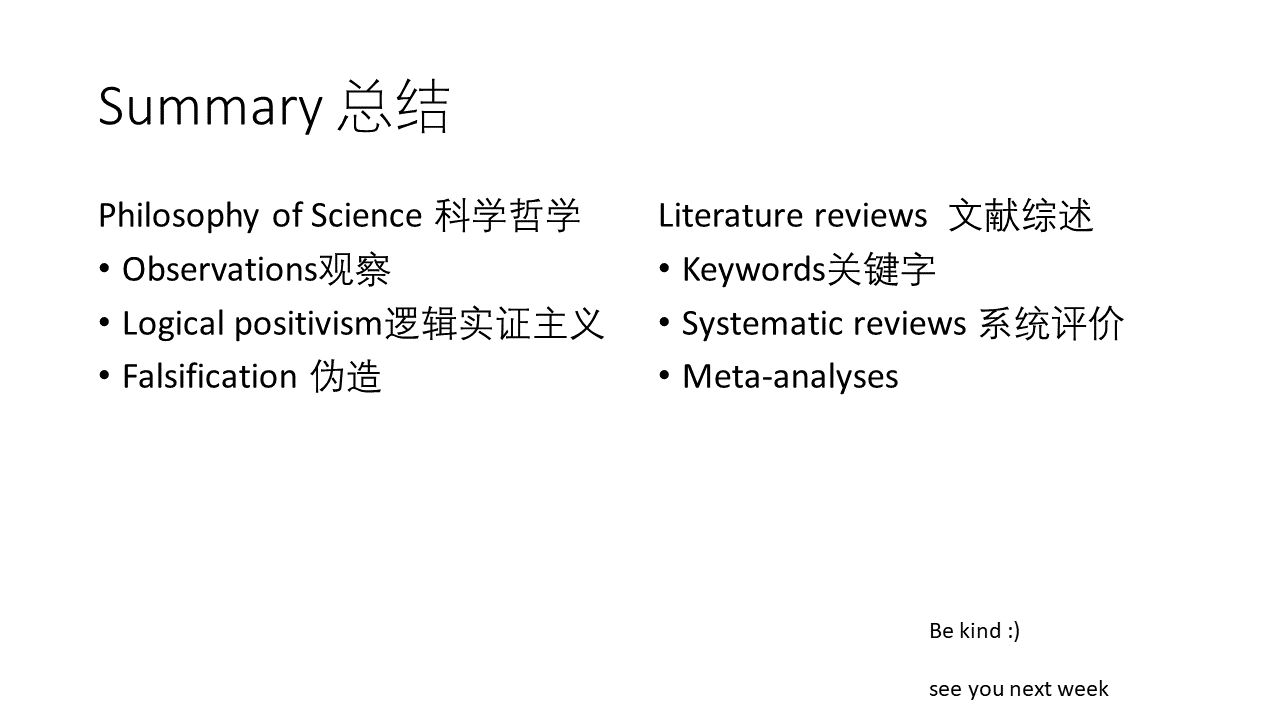 Summary 总结
Philosophy of Science 科学哲学
• Observations观察
• Logical positivism逻辑实证主义
• Falsification 伪造
Literature reviews 文献综述
• Keywords关键字
• Systematic reviews 系统评价
• Meta-analyses
Be kind :)
see you next week